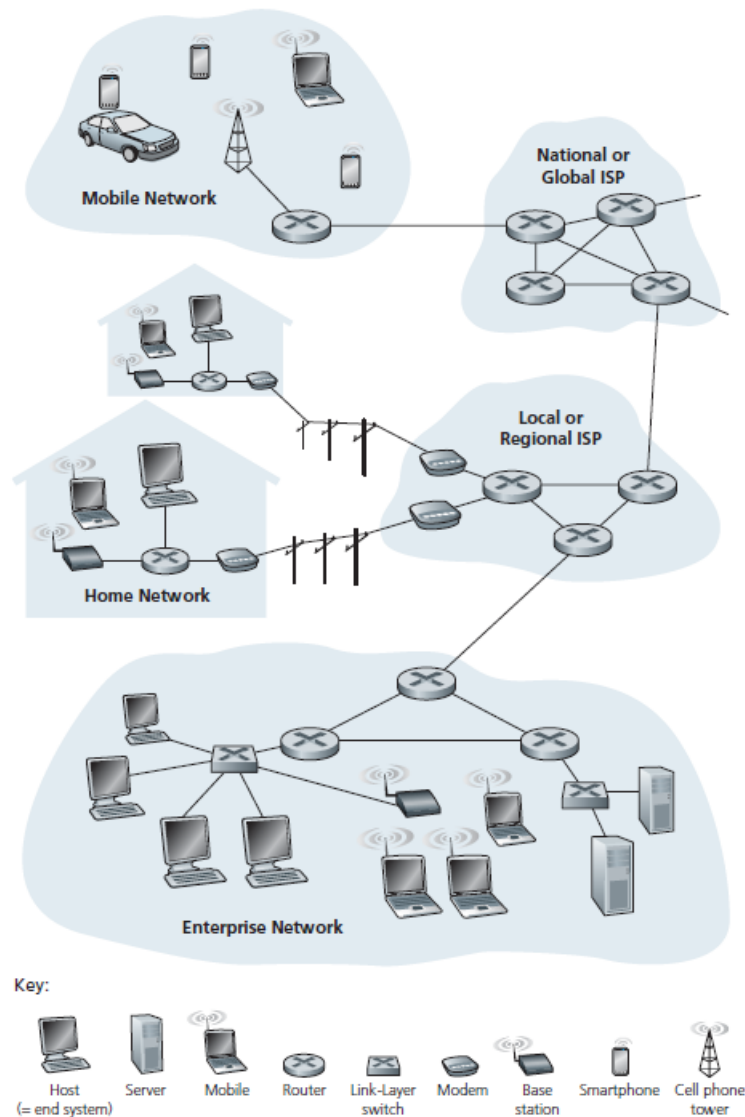 Mobile Network
National or
Global ISP
Local or
Regional ISP
Home Network
Enterprise Network
Key:
Host
(= end system)
Server
Mobile
Router
Link-Layer
switch
Modem
Base
station
Smartphone
Cell phone
tower